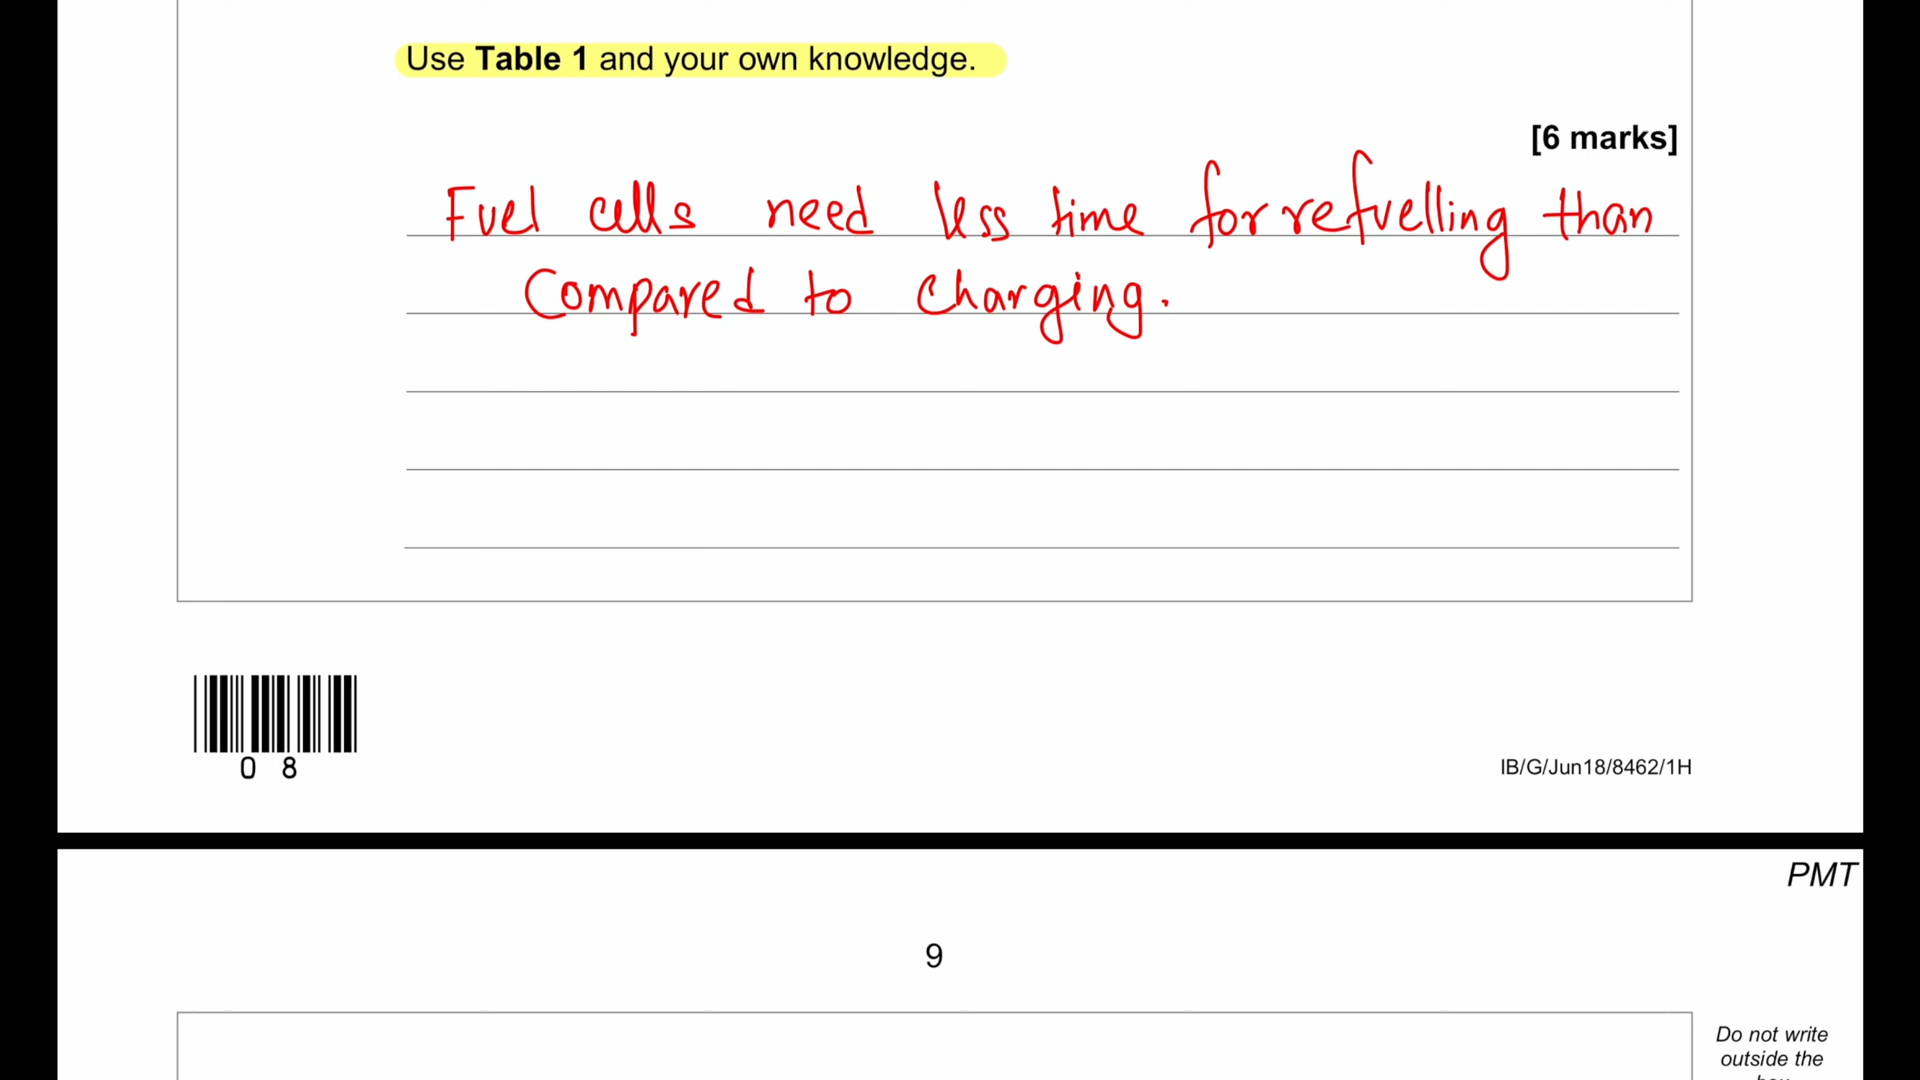 Use Table 1 and your own knowledge.
[6 marks]
Fuel cells need less time for refuelling than
Compared to charging.
0 8
IB/G/Jun18/8462/1H
PMT
9
Do not write
outside the